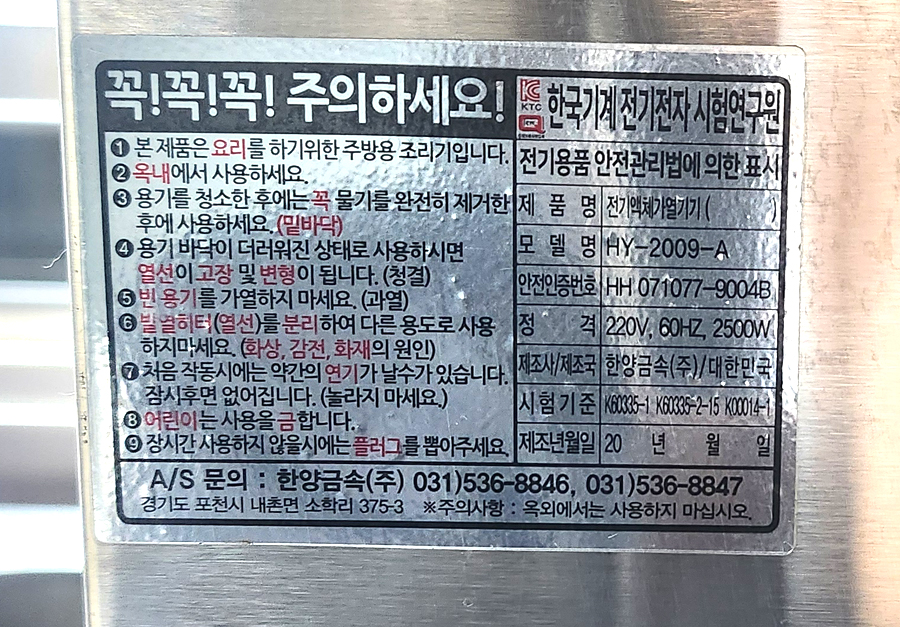 꼭!꼭!꼭! 주의하세요!
❶ 본 제품은 요리를 하기위한 주방용 조리기입니다.
❷ 옥내에서 사용하세요.
❸ 용기를 청소한 후에는 꼭 물기를 완전히 제거한
후에 사용하세요. (밑바닥)
❹ 용기 바닥이 더러워진 상태로 사용하시면
열선이 고장 및 변형이 됩니다. (청결)
❺ 빈 용기를 가열하지 마세요. (과열)
❻ 발열히터(열선)를 분리하여 다른 용도로 사용
하지마세요. (화상, 감전, 화재의 원인)
❼ 처음 작동시에는 약간의 연기가 날수가 있습니다.
잠시후면 없어집니다. (놀라지 마세요.)
❽ 어린이는 사용을 금합니다.
❾ 장시간 사용하지 않을시에는 플러그를 뽑아주세요.
KTC 한국기계 전기전자 시험연구원
전기용품 안전관리법에 의한 표시
제 품 명 전기액체가열기기 ( )
모 델 명 HY-2009-A
안전인증번호 HH 071077-9004B
정 격 220V, 60HZ, 2500W
제조사/제조국 한양금속(주)/대한민국
시험기준 K60335-1 K60335-2-15 K00014-1
제조년월일 20 년 월 일
A/S 문의 : 한양금속(주) 031)536-8846, 031)536-8847
경기도 포천시 내촌면 소학리 375-3 ※주의사항 : 옥외에서는 사용하지 마십시오.